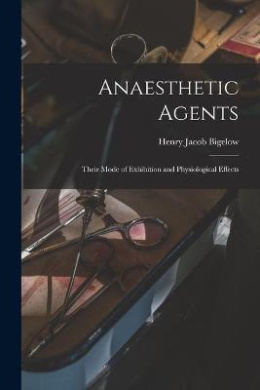 Anaesthetic
Agents
Henry Jacob Bigelow
Their Mode of Exhibition and Physiological Effects